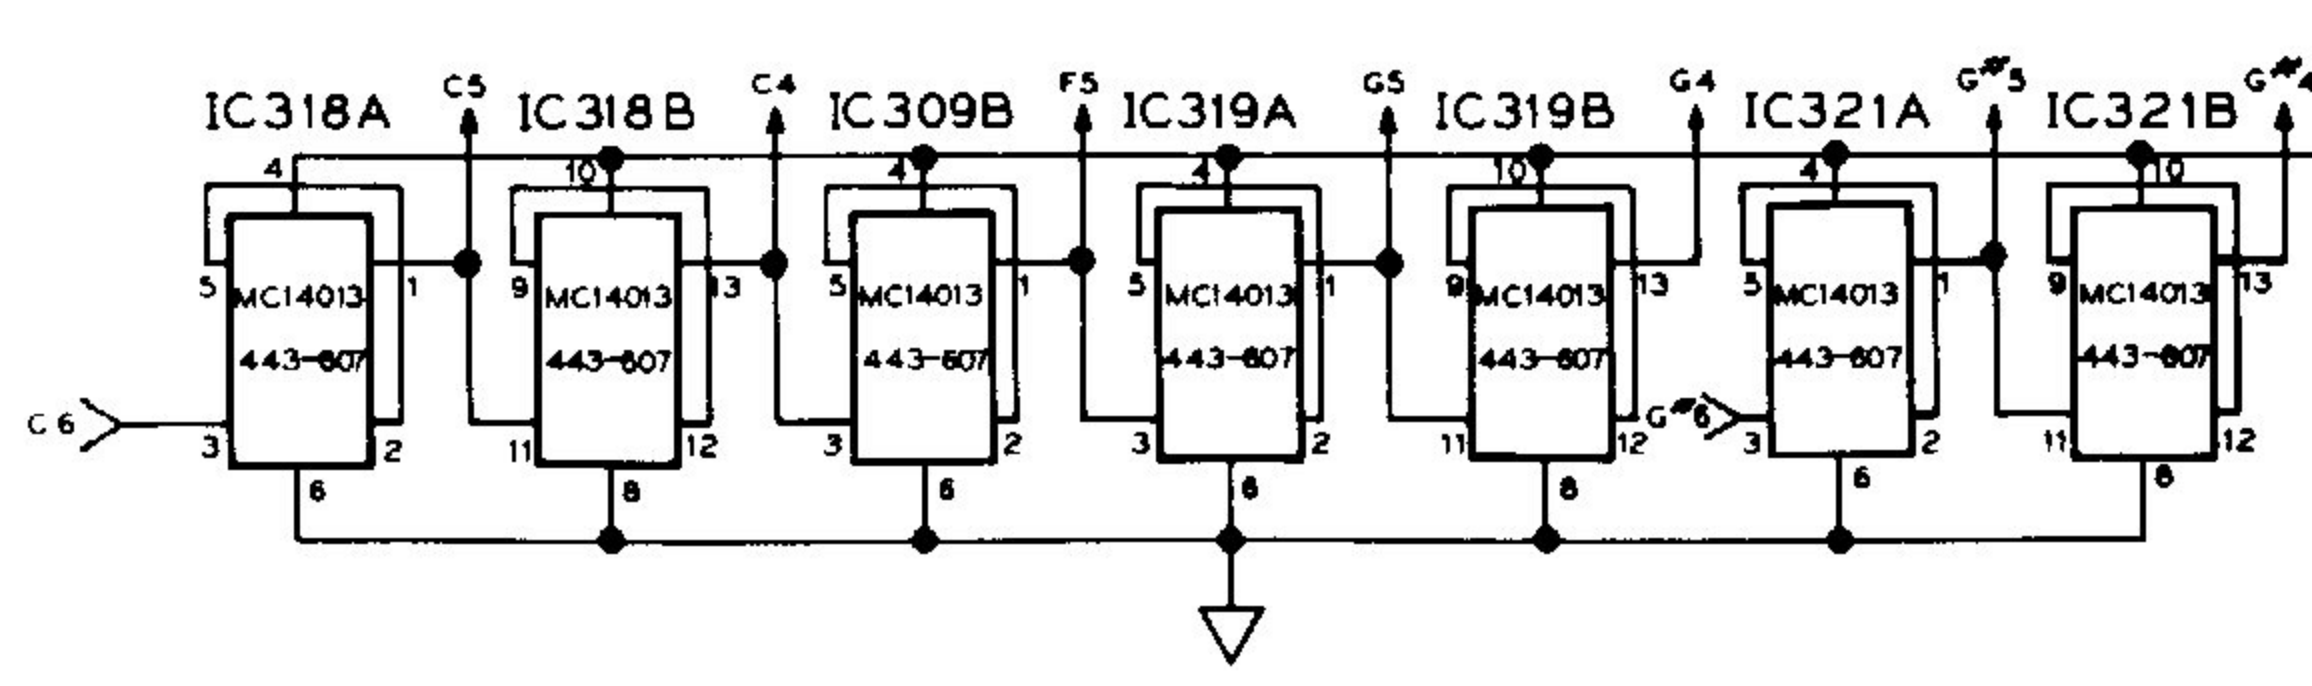 C5 C4 F5 G5 G4 G#5 G#4
IC318A IC318B IC309B IC319A IC319B IC321A IC321B
4 10 4 4 10 4 10
5 1 9 13 5 1 5 1 9 13 5 1 9 13
MC14013 MC14013 MC14013 MC14013 MC14013 MC14013 MC14013
443-607 443-607 443-607 443-607 443-607 443-607 443-607
C6 G#6
3 2 11 12 3 2 3 2 11 12 3 2 11 12
6 8 6 6 8 6 8